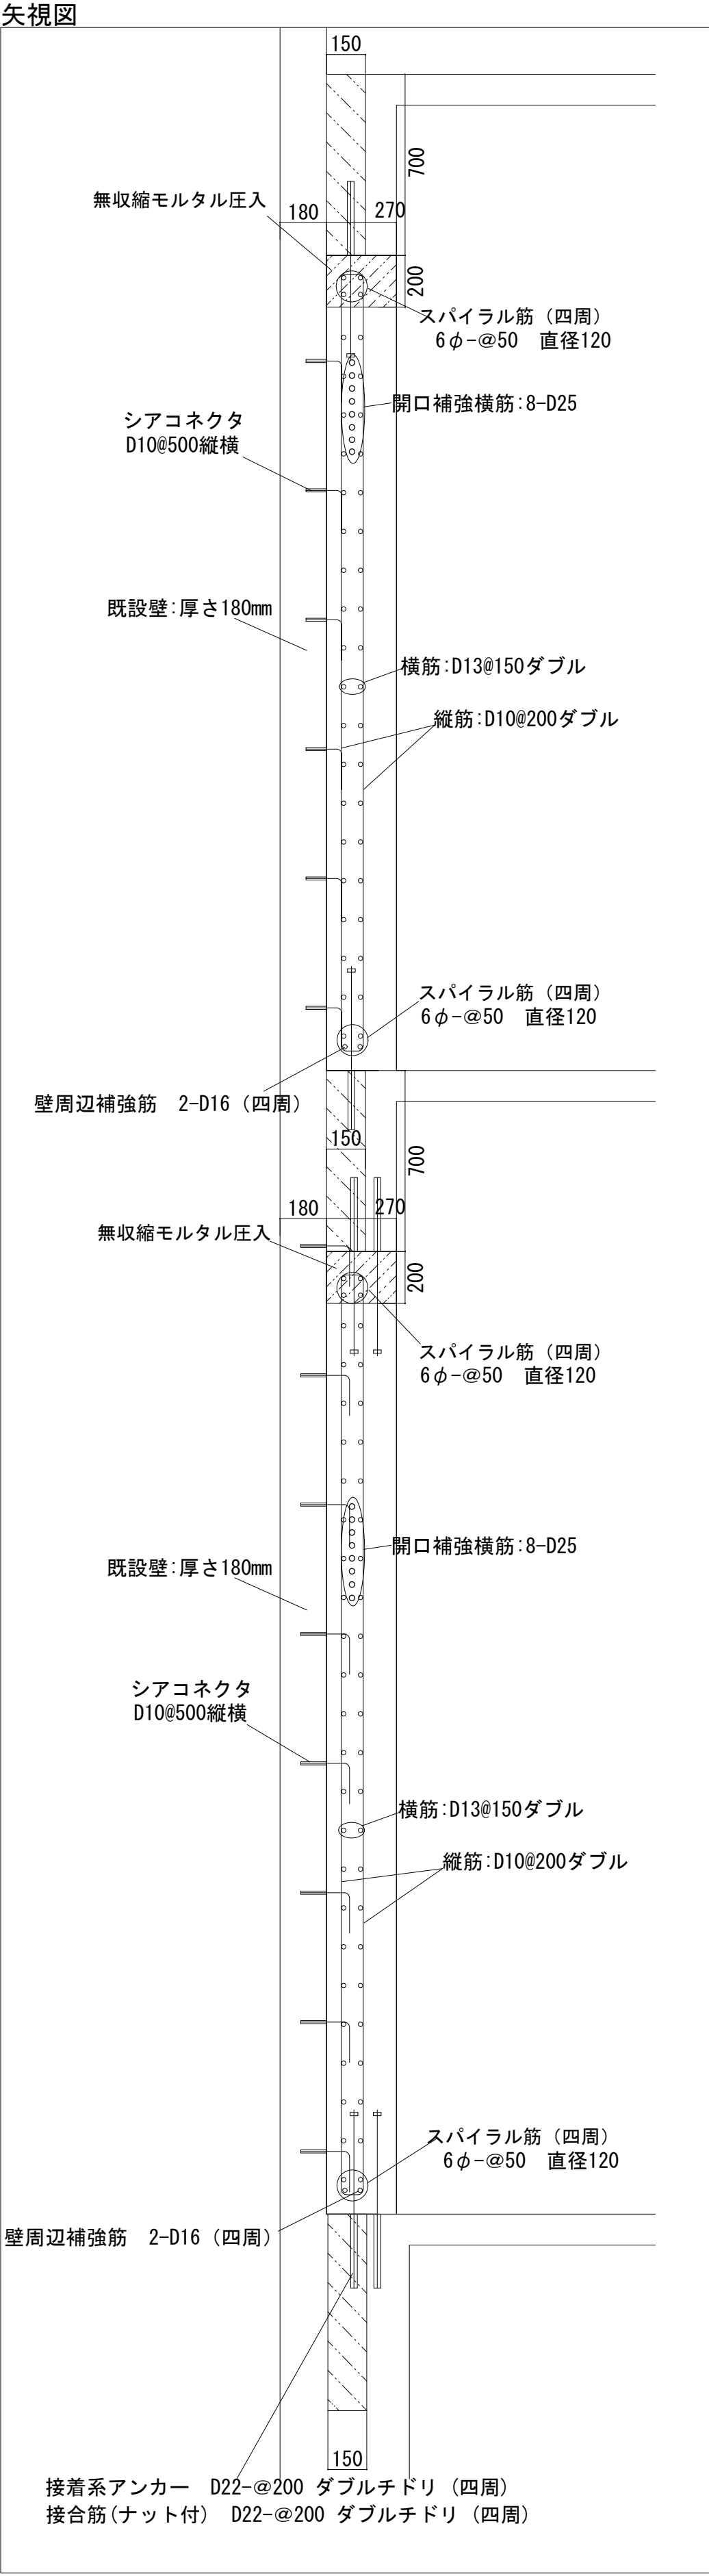 矢視図
150
700
無収縮モルタル圧入
180
270
200
スパイラル筋（四周）
6φ-@50　直径120
開口補強横筋:8-D25
シアコネクタ
D10@500縦横
既設壁:厚さ180mm
横筋:D13@150ダブル
縦筋:D10@200ダブル
スパイラル筋（四周）
6φ-@50　直径120
壁周辺補強筋　2-D16（四周）
150
700
180
270
無収縮モルタル圧入
200
スパイラル筋（四周）
6φ-@50　直径120
開口補強横筋:8-D25
既設壁:厚さ180mm
シアコネクタ
D10@500縦横
横筋:D13@150ダブル
縦筋:D10@200ダブル
スパイラル筋（四周）
6φ-@50　直径120
壁周辺補強筋　2-D16（四周）
150
接着系アンカー　D22-@200 ダブルチドリ（四周）
接合筋(ナット付)　D22-@200 ダブルチドリ（四周）